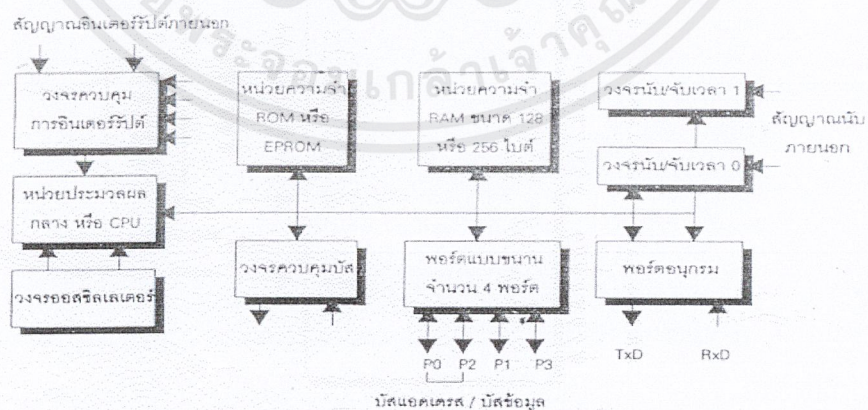 สัญญาณอินเตอร์รัปต์ภายนอก
วงจรควบคุม
การอินเตอร์รัปต์
หน่วยความจำ
ROM หรือ
EPROM
หน่วยความจำ
RAM ขนาด 128
หรือ 256 ไบต์
วงจรนับ/จับเวลา 1
สัญญาณนับ
ภายนอก
วงจรนับ/จับเวลา 0
หน่วยประมวลผล
กลาง หรือ CPU
วงจรออสซิลเลเตอร์
วงจรควบคุมบัส
พอร์ตแบบขนาน
จำนวน 4 พอร์ต
พอร์ตอนุกรม
P0 P2 P1 P3
TxD RxD
บัสแอดเดรส / บัสข้อมูล